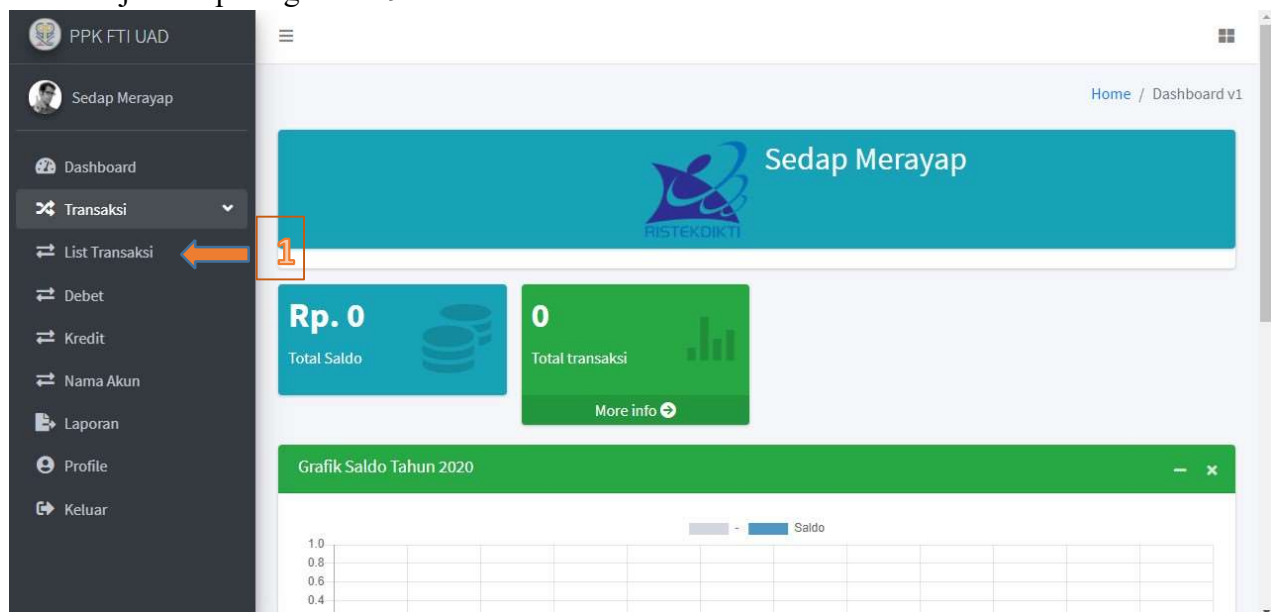 PPK FTI UAD
Sedap Merayap
Home / Dashboard v1
Dashboard
Transaksi
List Transaksi
Debet
Kredit
Nama Akun
Laporan
Profile
Keluar
1
Sedap Merayap
RISTEKDIKTI
Rp. 0
Total Saldo
0
Total transaksi
More info
Grafik Saldo Tahun 2020
- Saldo
1.0
0.8
0.6
0.4